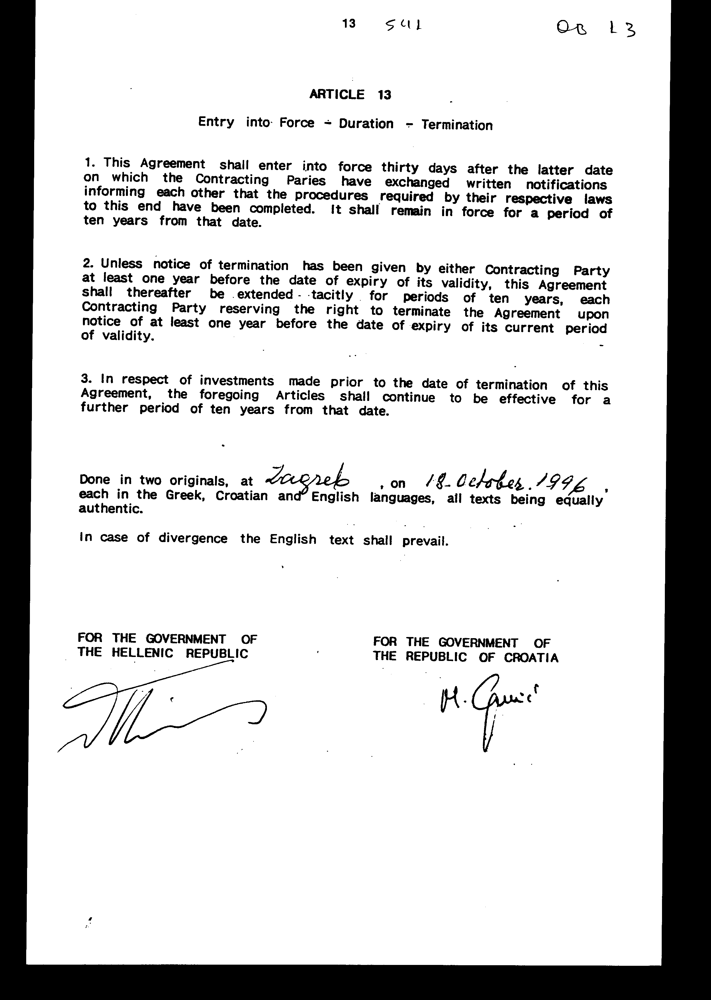 13 541 OB 13
ARTICLE 13
Entry into Force - Duration - Termination
1. This Agreement shall enter into force thirty days after the latter date
on which the Contracting Paries have exchanged written notifications
informing each other that the procedures required by their respective laws
to this end have been completed. It shall remain in force for a period of
ten years from that date.
2. Unless notice of termination has been given by either Contracting Party
at least one year before the date of expiry of its validity, this Agreement
shall thereafter be extended tacitly for periods of ten years, each
Contracting Party reserving the right to terminate the Agreement upon
notice of at least one year before the date of expiry of its current period
of validity.
3. In respect of investments made prior to the date of termination of this
Agreement, the foregoing Articles shall continue to be effective for a
further period of ten years from that date.
Done in two originals, at Zagreb , on 18-October.1996,
each in the Greek, Croatian and English languages, all texts being equally
authentic.
In case of divergence the English text shall prevail.
FOR THE GOVERNMENT OF
THE HELLENIC REPUBLIC
FOR THE GOVERNMENT OF
THE REPUBLIC OF CROATIA